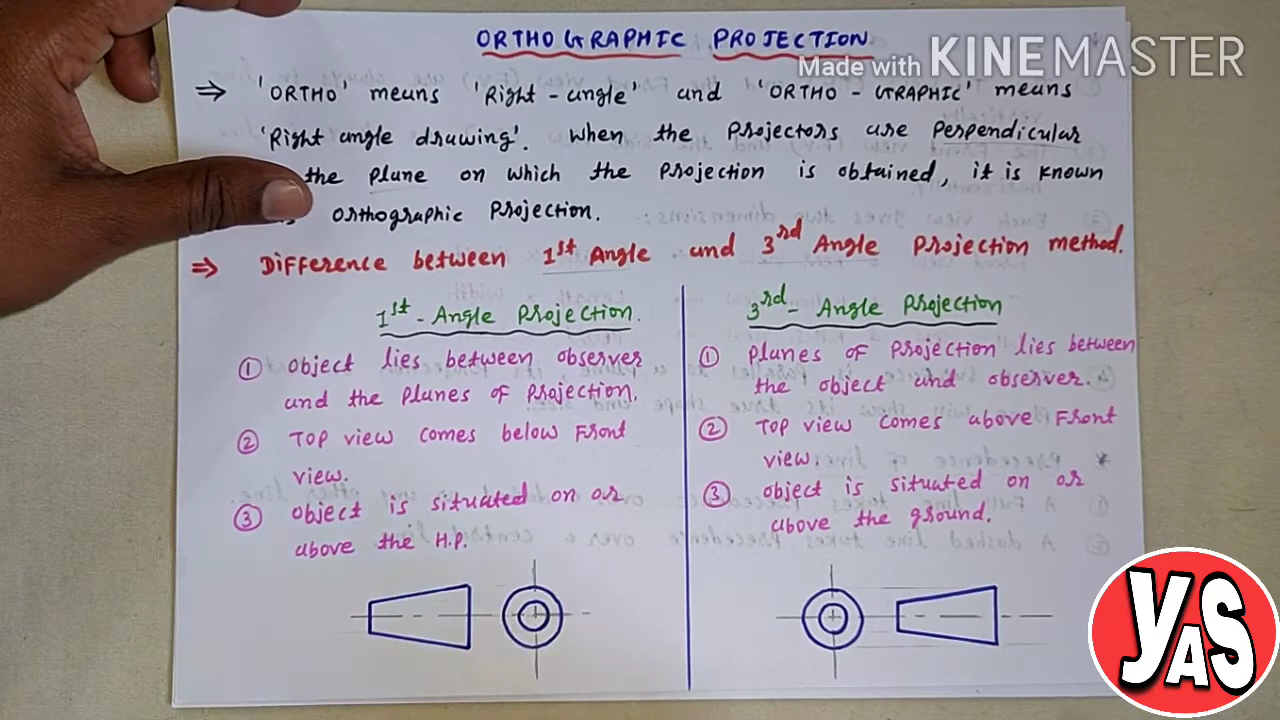 ORTHOGRAPHIC PROJECTION
Made with KINEMASTER
⇒ 'ORTHO' means 'Right-angle' and 'ORTHO-GRAPHIC' means
'Right angle drawing'. When the Projectors are Perpendicular
the Plane on which the Projection is obtained, it is known
orthographic Projection.
⇒ Difference between 1st Angle and 3rd Angle Projection method.
1st-Angle Projection.
① object lies between observer
and the Planes of Projection.
② Top view comes below Front
view.
③ object is situated on or
above the H.P.
3rd-Angle Projection
① Planes of Projection lies between
the object and observer.
② Top view comes above Front
view.
③ object is situated on or
above the ground.
YAS